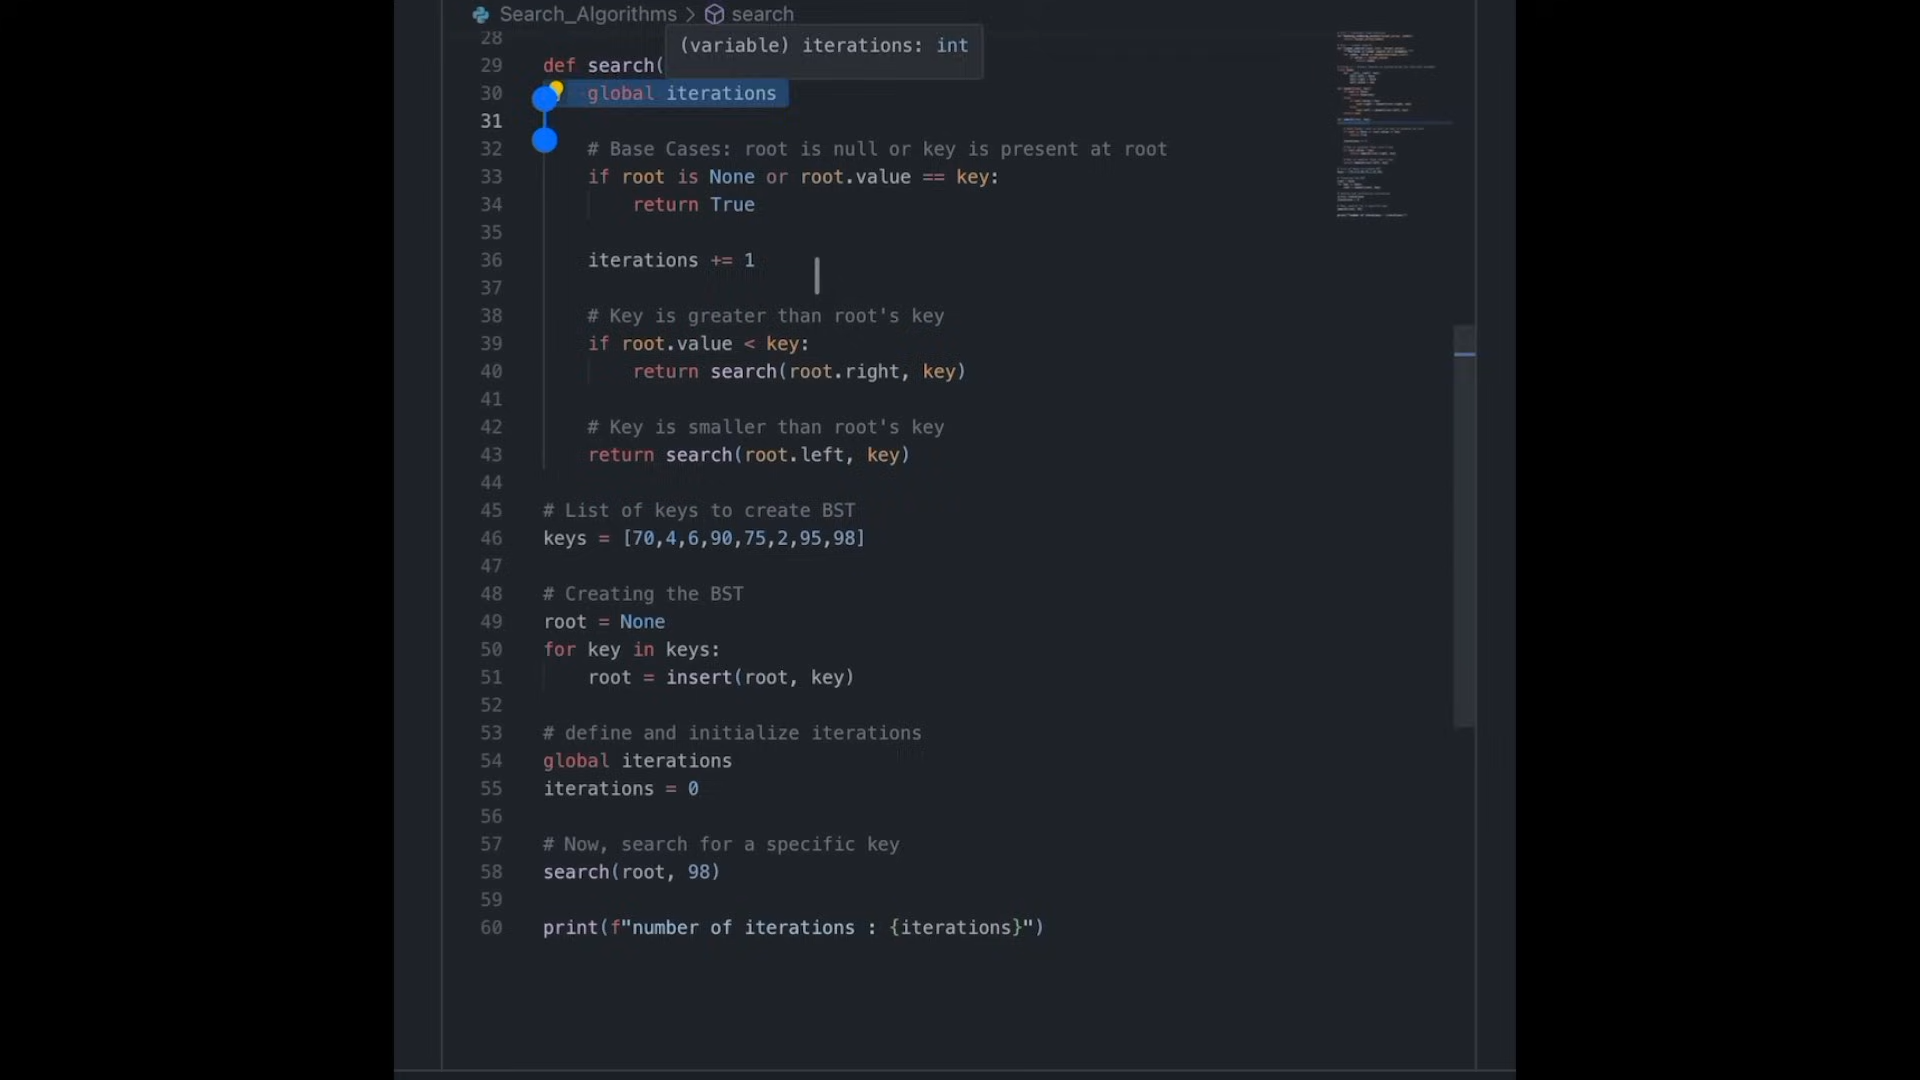 Search_Algorithms > search
(variable) iterations: int
28
29 def search(
30 global iterations
31
32 # Base Cases: root is null or key is present at root
33 if root is None or root.value == key:
34 return True
35
36 iterations += 1
37
38 # Key is greater than root's key
39 if root.value < key:
40 return search(root.right, key)
41
42 # Key is smaller than root's key
43 return search(root.left, key)
44
45 # List of keys to create BST
46 keys = [70,4,6,90,75,2,95,98]
47
48 # Creating the BST
49 root = None
50 for key in keys:
51 root = insert(root, key)
52
53 # define and initialize iterations
54 global iterations
55 iterations = 0
56
57 # Now, search for a specific key
58 search(root, 98)
59
60 print(f"number of iterations : {iterations}")